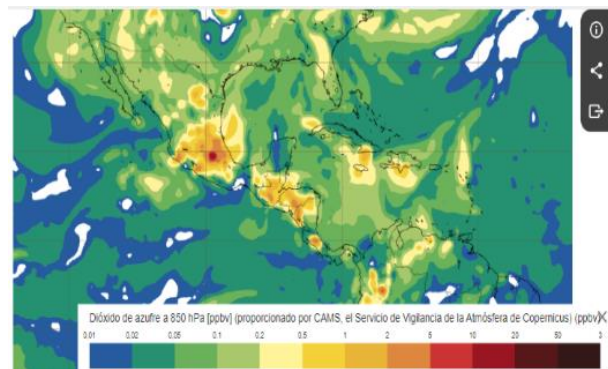 Dióxido de azufre a 850 hPa [ppbv] (proporcionado por CAMS, el Servicio de Vigilancia de la Atmósfera de Copernicus) (ppbv)
0.01 0.02 0.05 0.1 0.2 0.5 1 2 5 10 20 50 3